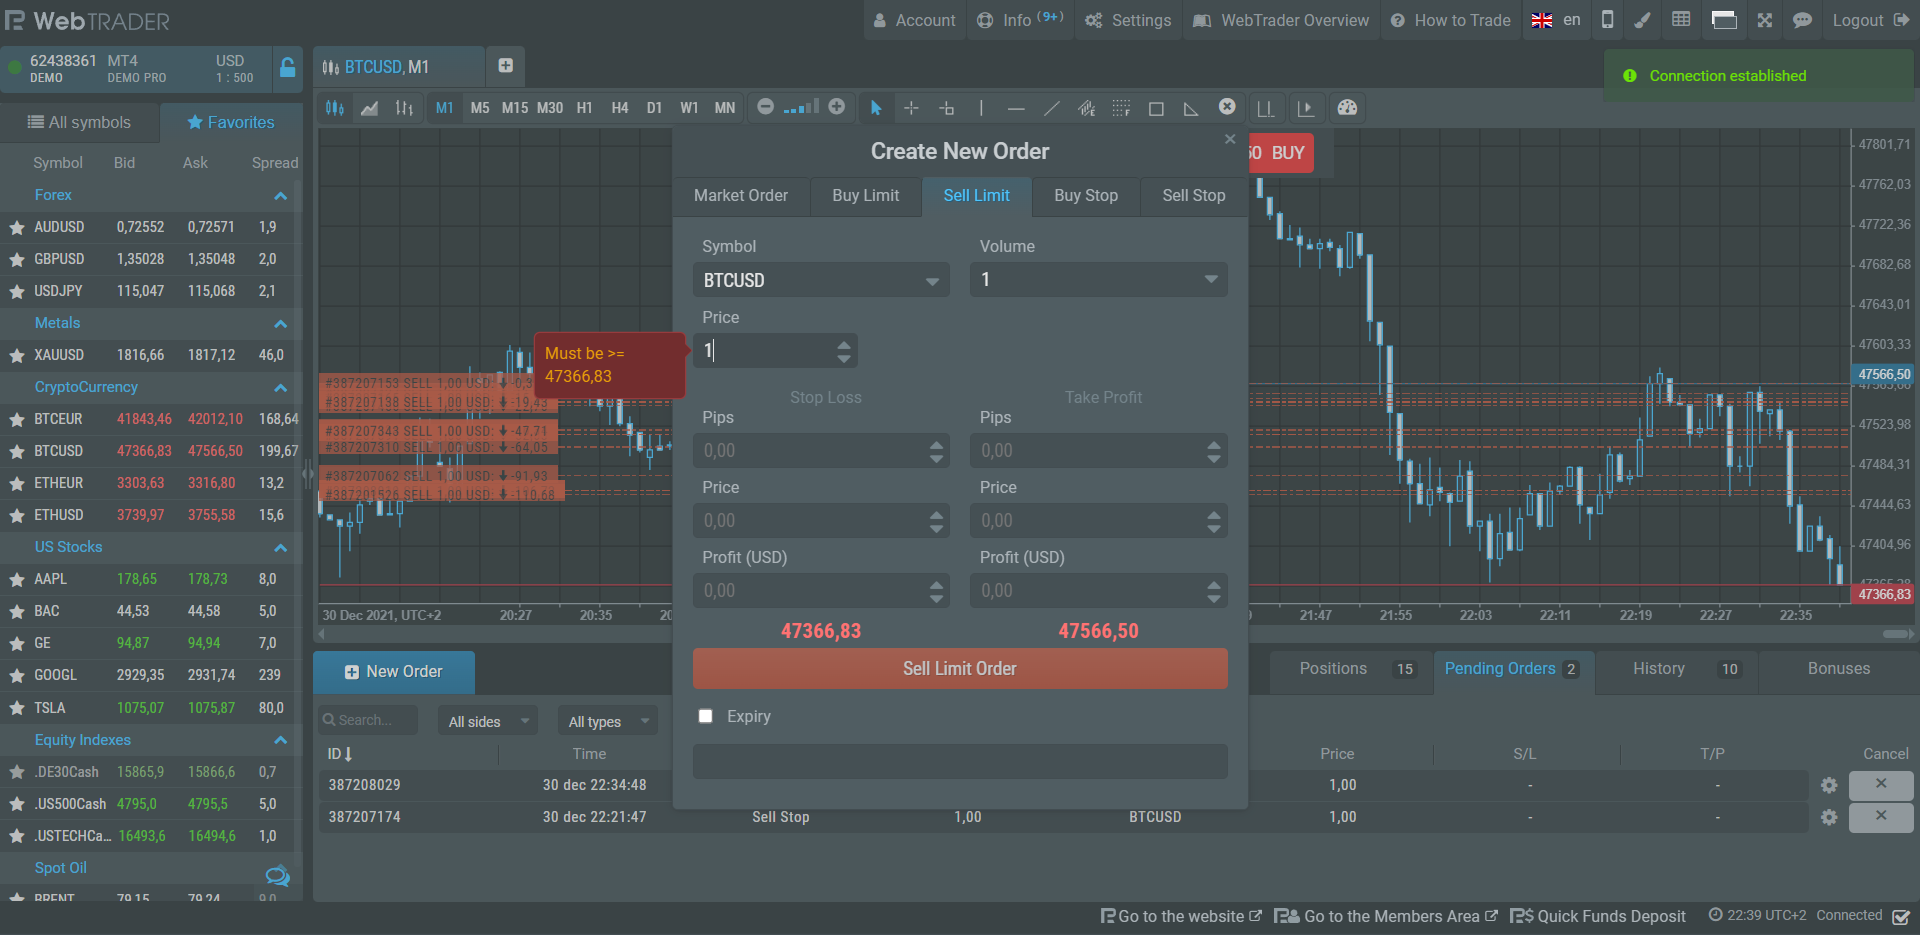 WebTRADER
Account
Info (9+)
Settings
WebTrader Overview
How to Trade
en
Logout
62438361 MT4 USD
DEMO DEMO PRO 1 : 500
BTCUSD, M1
Connection established
M1 M5 M15 M30 H1 H4 D1 W1 MN
All symbols
Favorites
Symbol Bid Ask Spread
Forex
AUDUSD 0,72552 0,72571 1,9
GBPUSD 1,35028 1,35048 2,0
USDJPY 115,047 115,068 2,1
Metals
XAUUSD 1816,66 1817,12 46,0
CryptoCurrency
BTCEUR 41843,46 42012,10 168,64
BTCUSD 47366,83 47566,50 199,67
ETHEUR 3303,63 3316,80 13,2
ETHUSD 3739,97 3755,58 15,6
US Stocks
AAPL 178,65 178,73 8,0
BAC 44,53 44,58 5,0
GE 94,87 94,94 7,0
GOOGL 2929,35 2931,74 239
TSLA 1075,07 1075,87 80,0
Equity Indexes
.DE30Cash 15865,9 15866,6 0,7
.US500Cash 4795,0 4795,5 5,0
.USTECHCa... 16493,6 16494,6 1,0
Spot Oil
BRENT 79,15 79,24 9,0
#387207153 SELL 1,00 USD:
#387207138 SELL 1,00 USD: -19,43
#387207343 SELL 1,00 USD: -47,71
#387207310 SELL 1,00 USD: -64,05
#387207062 SELL 1,00 USD: -91,93
#387201526 SELL 1,00 USD: -110,68
Create New Order
Market Order
Buy Limit
Sell Limit
Buy Stop
Sell Stop
Symbol Volume
BTCUSD 1
Price
1
Must be >=
47366,83
Stop Loss Take Profit
Pips Pips
0,00 0,00
Price Price
0,00 0,00
Profit (USD) Profit (USD)
0,00 0,00
47366,83 47566,50
Sell Limit Order
Expiry
50 BUY
47801,71
47762,03
47722,36
47682,68
47643,01
47603,33
47566,50
47523,98
47484,31
47444,63
47404,96
47366,83
30 Dec 2021, UTC+2 20:27 20:35 21:47 21:55 22:03 22:11 22:19 22:27 22:35
New Order
Positions 15
Pending Orders 2
History 10
Bonuses
Search...
All sides
All types
ID Time Price S/L T/P Cancel
387208029 30 dec 22:34:48 1,00 - -
387207174 30 dec 22:21:47 Sell Stop 1,00 BTCUSD 1,00 - -
Go to the website
Go to the Members Area
Quick Funds Deposit
22:39 UTC+2 Connected